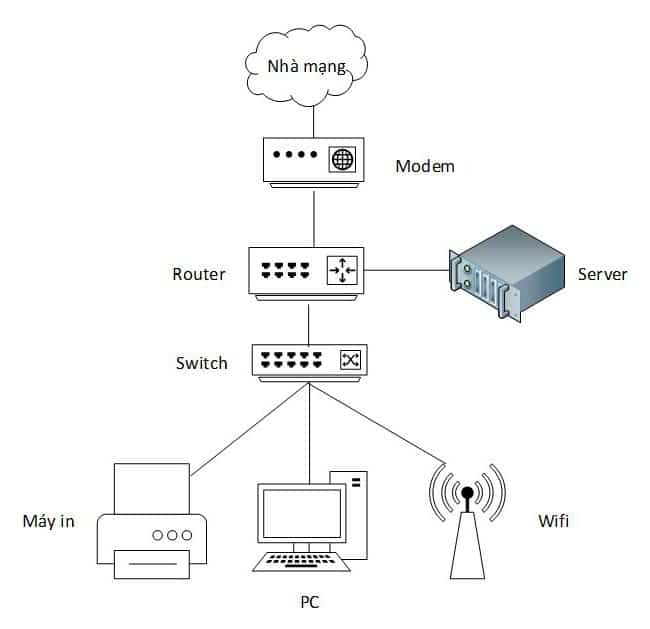 Nhà mạng
Modem
Router
Server
Switch
Máy in
Wifi
PC